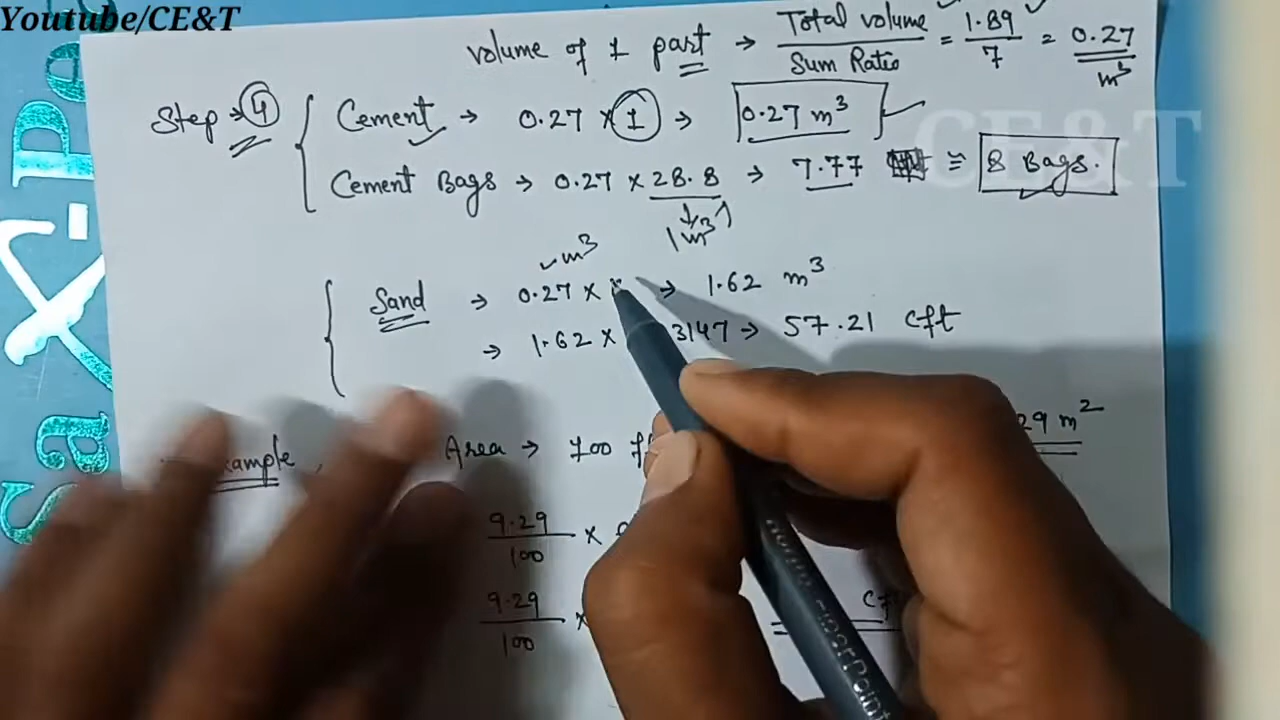 Youtube/CE&T
volume of 1 part → Total volume / Sum Ratio = 1.89 / 7 = 0.27 m³
Step → 4 { Cement → 0.27 × 1 → 0.27 m³
CE&T
Cement Bags → 0.27 × 28.8 → 7.77 ≅ 8 Bags.
1 m³
m³
Sand → 0.27 × → 1.62 m³
→ 1.62 × 3147 → 57.21 cft
Area → 100 29 m²
9.29 / 100 ×
9.29 / 100 ×